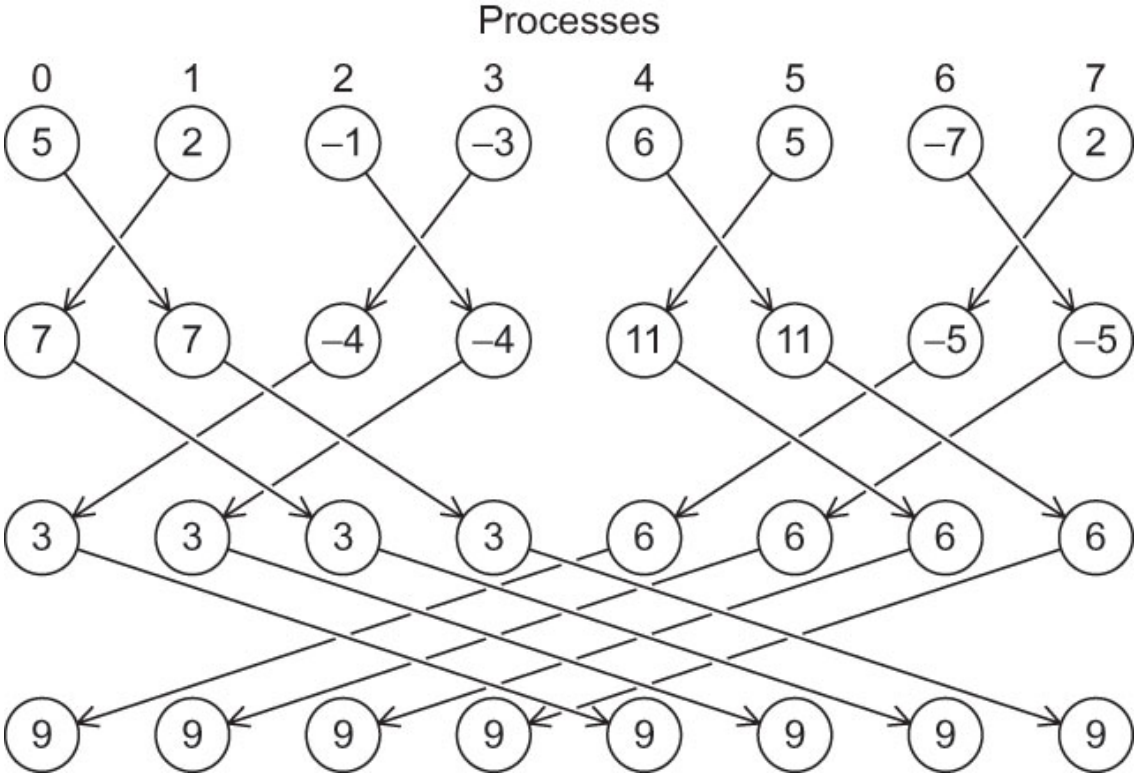 Processes
0 1 2 3 4 5 6 7
5 2 –1 –3 6 5 –7 2
7 7 –4 –4 11 11 –5 –5
3 3 3 3 6 6 6 6
9 9 9 9 9 9 9 9